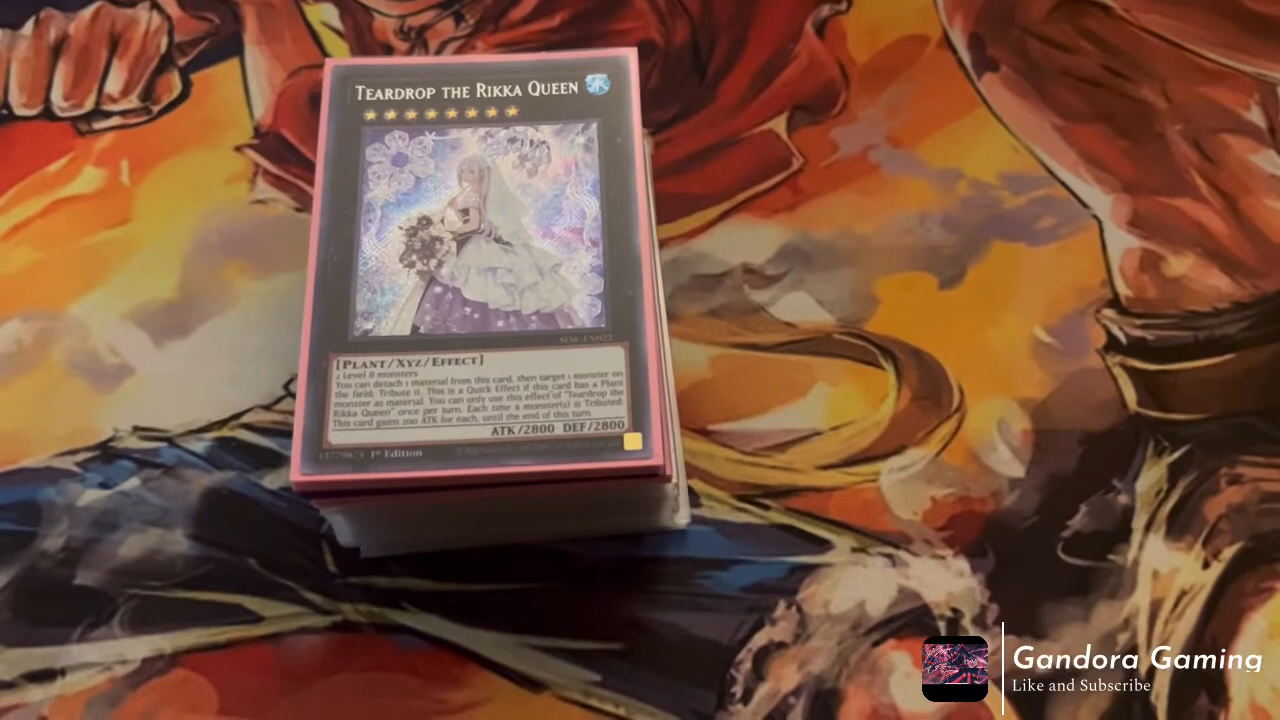 TEARDROP THE RIKKA QUEEN
[PLANT/XYZ/EFFECT]
2 Level 8 monsters
You can detach 1 material from this card, then target 1 monster on
the field; Tribute it. This is a Quick Effect if this card has a Plant
monster as material. You can only use this effect of "Teardrop the
Rikka Queen" once per turn. Each time a monster(s) is Tributed:
This card gains 200 ATK for each, until the end of this turn.
ATK/2800 DEF/2800
1st Edition
Gandora Gaming
Like and Subscribe